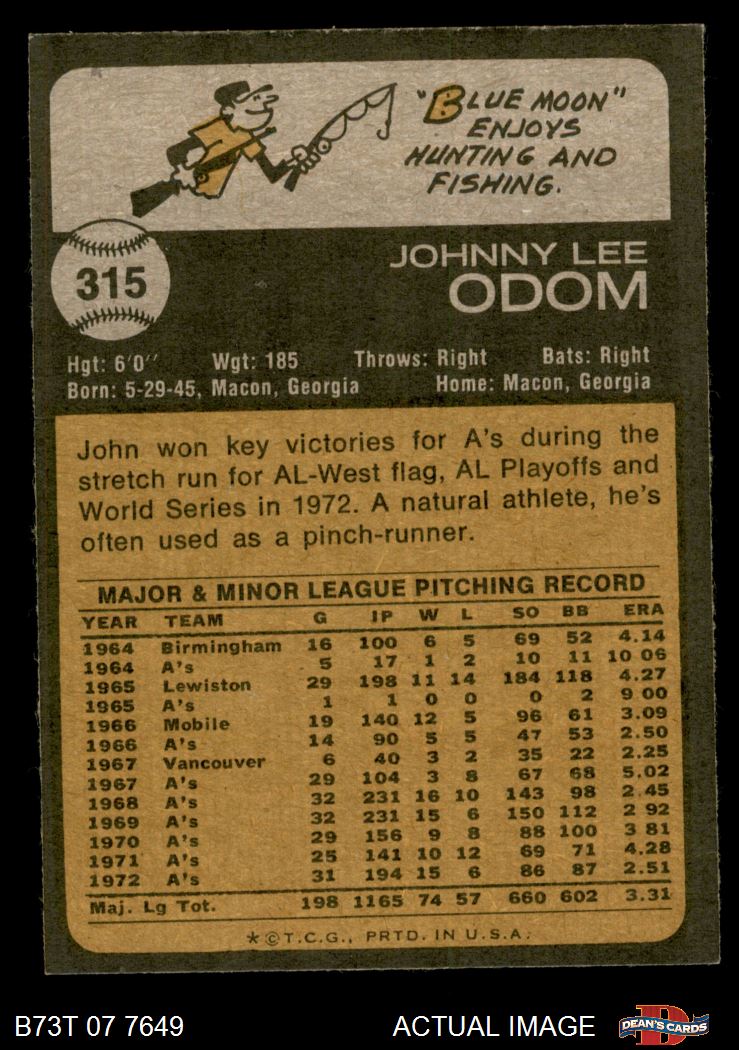 "BLUE MOON"
ENJOYS
HUNTING AND
FISHING.
315
JOHNNY LEE
ODOM
Hgt: 6'0" Wgt: 185 Throws: Right Bats: Right
Born: 5-29-45, Macon, Georgia Home: Macon, Georgia
John won key victories for A's during the
stretch run for AL-West flag, AL Playoffs and
World Series in 1972. A natural athlete, he's
often used as a pinch-runner.
MAJOR & MINOR LEAGUE PITCHING RECORD
YEAR TEAM G IP W L SO BB ERA
1964 Birmingham 16 100 6 5 69 52 4.14
1964 A's 5 17 1 2 10 11 10 06
1965 Lewiston 29 198 11 14 184 118 4.27
1965 A's 1 1 0 0 0 2 9 00
1966 Mobile 19 140 12 5 96 61 3.09
1966 A's 14 90 5 5 47 53 2.50
1967 Vancouver 6 40 3 2 35 22 2.25
1967 A's 29 104 3 8 67 68 5.02
1968 A's 32 231 16 10 143 98 2 45
1969 A's 32 231 15 6 150 112 2 92
1970 A's 29 156 9 8 88 100 3 81
1971 A's 25 141 10 12 69 71 4.28
1972 A's 31 194 15 6 86 87 2.51
Maj. Lg Tot. 198 1165 74 57 660 602 3.31
*©T.C.G., PRTD. IN U.S.A.
B73T 07 7649 ACTUAL IMAGE D DEAN'S CARDS